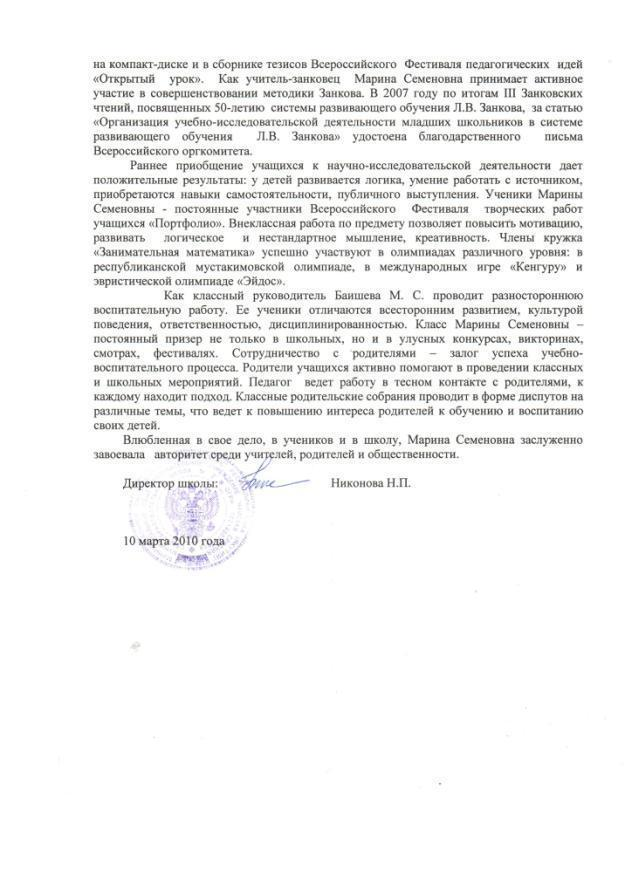 на компакт-диске и в сборнике тезисов Всероссийского Фестиваля педагогических идей
«Открытый урок». Как учитель-занковец Марина Семеновна принимает активное
участие в совершенствовании методики Занкова. В 2007 году по итогам III Занковских
чтений, посвященных 50-летию системы развивающего обучения Л.В. Занкова, за статью
«Организация учебно-исследовательской деятельности младших школьников в системе
развивающего обучения Л.В. Занкова» удостоена благодарственного письма
Всероссийского оргкомитета.
Раннее приобщение учащихся к научно-исследовательской деятельности дает
положительные результаты: у детей развивается логика, умение работать с источником,
приобретаются навыки самостоятельности, публичного выступления. Ученики Марины
Семеновны - постоянные участники Всероссийского Фестиваля творческих работ
учащихся «Портфолио». Внеклассная работа по предмету позволяет повысить мотивацию,
развивать логическое и нестандартное мышление, креативность. Члены кружка
«Занимательная математика» успешно участвуют в олимпиадах различного уровня: в
республиканской мустакимовской олимпиаде, в международных игре «Кенгуру» и
эвристической олимпиаде «Эйдос».
Как классный руководитель Баишева М. С. проводит разностороннюю
воспитательную работу. Ее ученики отличаются всесторонним развитием, культурой
поведения, ответственностью, дисциплинированностью. Класс Марины Семеновны –
постоянный призер не только в школьных, но и в улусных конкурсах, викторинах,
смотрах, фестивалях. Сотрудничество с родителями – залог успеха учебно-
воспитательного процесса. Родители учащихся активно помогают в проведении классных
и школьных мероприятий. Педагог ведет работу в тесном контакте с родителями, к
каждому находит подход. Классные родительские собрания проводит в форме диспутов на
различные темы, что ведет к повышению интереса родителей к обучению и воспитанию
своих детей.
Влюбленная в свое дело, в учеников и в школу, Марина Семеновна заслуженно
завоевала авторитет среди учителей, родителей и общественности.
Директор школы: Никонова Н.П.
10 марта 2010 года